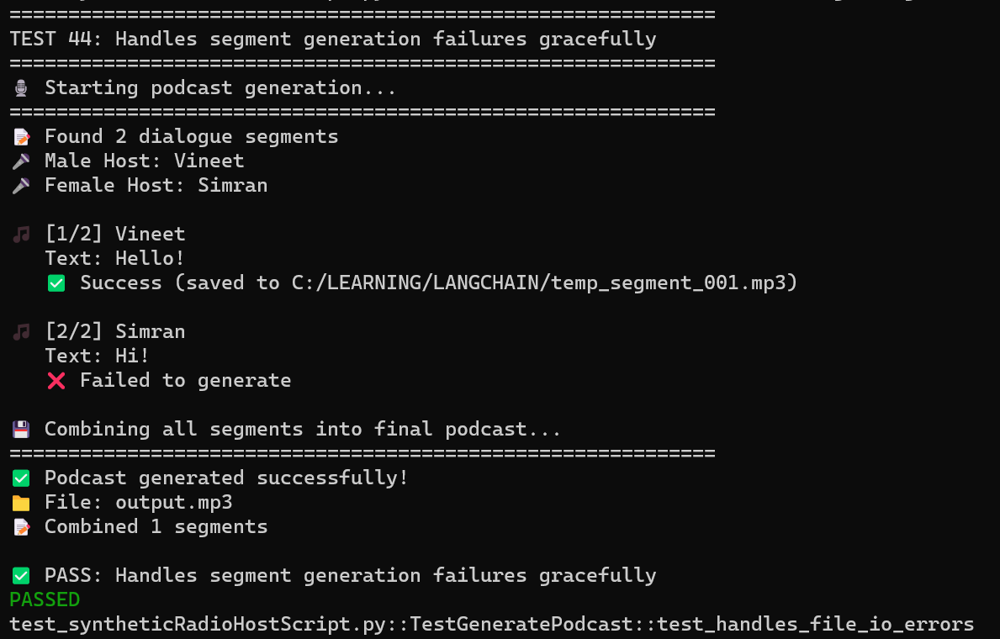 ============================================================
TEST 44: Handles segment generation failures gracefully
============================================================
🎙️ Starting podcast generation...
============================================================
📝 Found 2 dialogue segments
🎤 Male Host: Vineet
🎤 Female Host: Simran
🎵 [1/2] Vineet
Text: Hello!
✅ Success (saved to C:/LEARNING/LANGCHAIN/temp_segment_001.mp3)
🎵 [2/2] Simran
Text: Hi!
❌ Failed to generate
💾 Combining all segments into final podcast...
============================================================
✅ Podcast generated successfully!
📁 File: output.mp3
📝 Combined 1 segments
✅ PASS: Handles segment generation failures gracefully
PASSED
test_syntheticRadioHostScript.py::TestGeneratePodcast::test_handles_file_io_errors